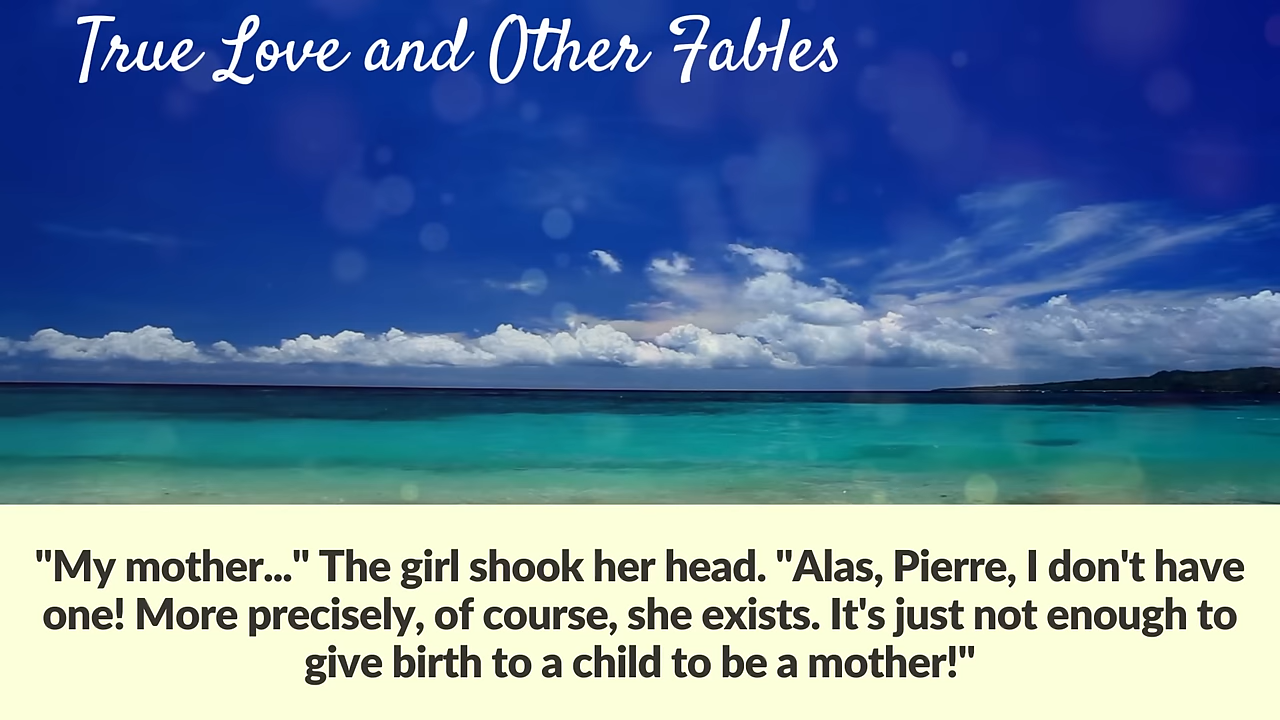 True Love and Other Fables
"My mother..." The girl shook her head. "Alas, Pierre, I don't have
one! More precisely, of course, she exists. It's just not enough to
give birth to a child to be a mother!"